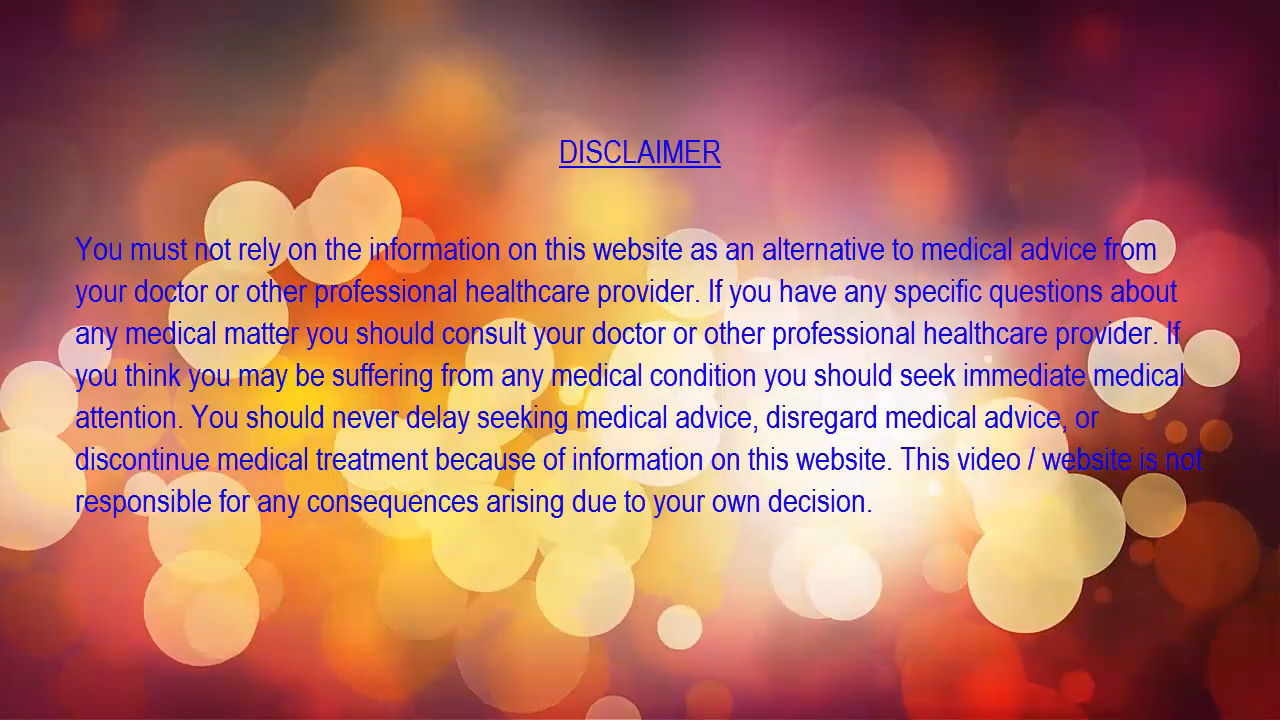 DISCLAIMER
You must not rely on the information on this website as an alternative to medical advice from
your doctor or other professional healthcare provider. If you have any specific questions about
any medical matter you should consult your doctor or other professional healthcare provider. If
you think you may be suffering from any medical condition you should seek immediate medical
attention. You should never delay seeking medical advice, disregard medical advice, or
discontinue medical treatment because of information on this website. This video / website is not
responsible for any consequences arising due to your own decision.